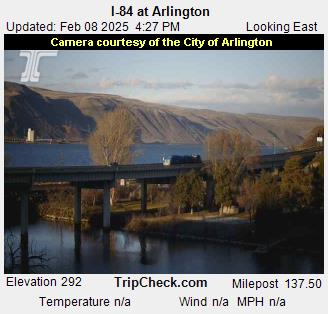 I-84 at Arlington
Updated: Feb 08 2025 4:27 PM Looking East
Camera courtesy of the City of Arlington
Elevation 292 TripCheck.com Milepost 137.50
Temperature n/a Wind n/a MPH n/a